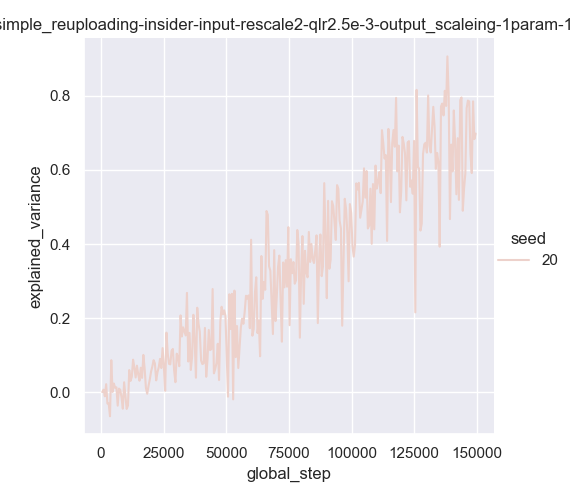 simple_reuploading-insider-input-rescale2-qlr2.5e-3-output_scaleing-1param-1
explained_variance
0.8
0.6
0.4
0.2
0.0
seed
20
0 25000 50000 75000 100000 125000 150000
global_step